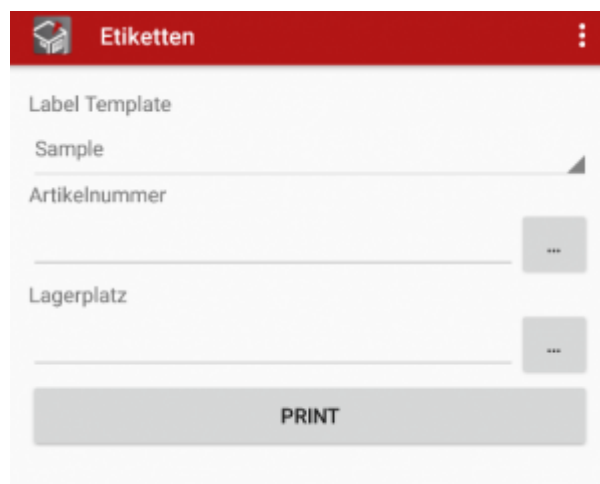 Etiketten
Label Template
Sample
Artikelnummer
...
Lagerplatz
...
PRINT